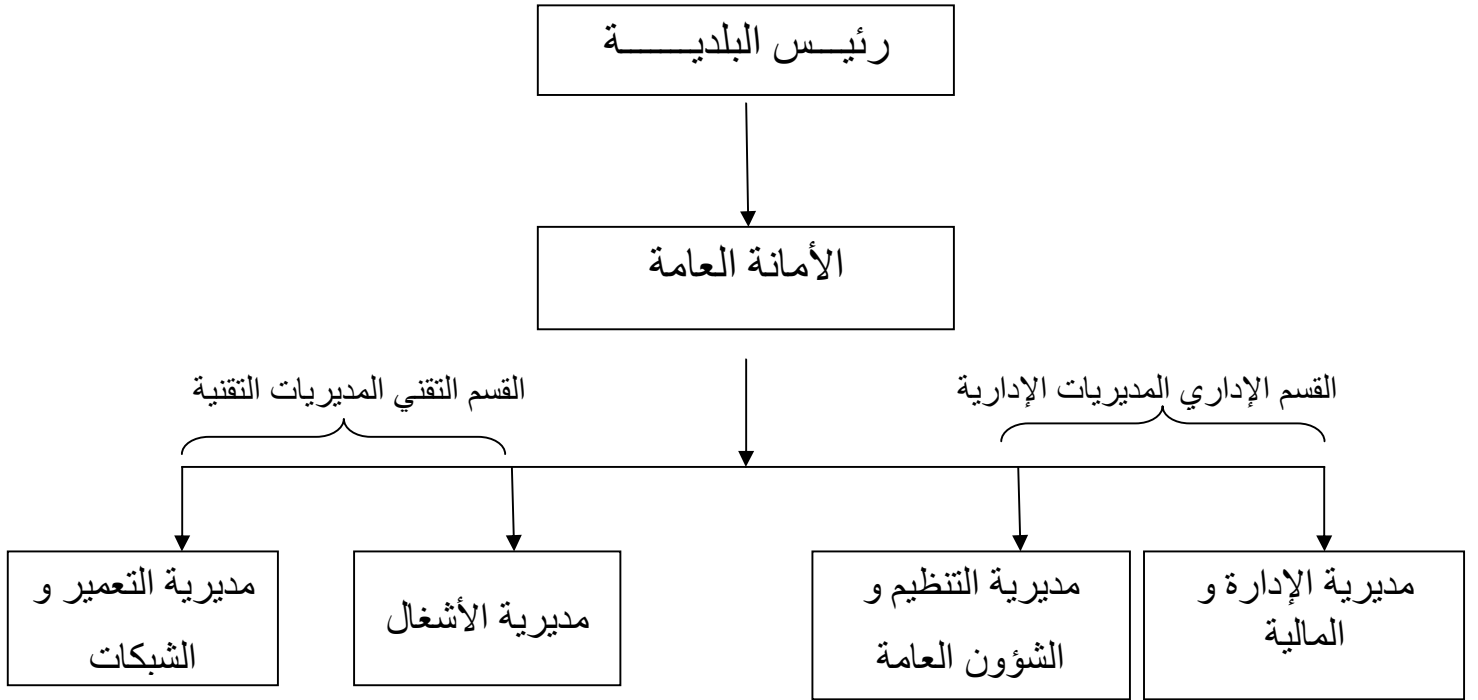 رئيـــس البلديـــــــة
الأمانة العامة
القسم الإداري المديريات الإدارية
القسم التقني المديريات التقنية
مديرية الإدارة و
المالية
مديرية التنظيم و
الشؤون العامة
مديرية الأشغال
مديرية التعمير و
الشبكات